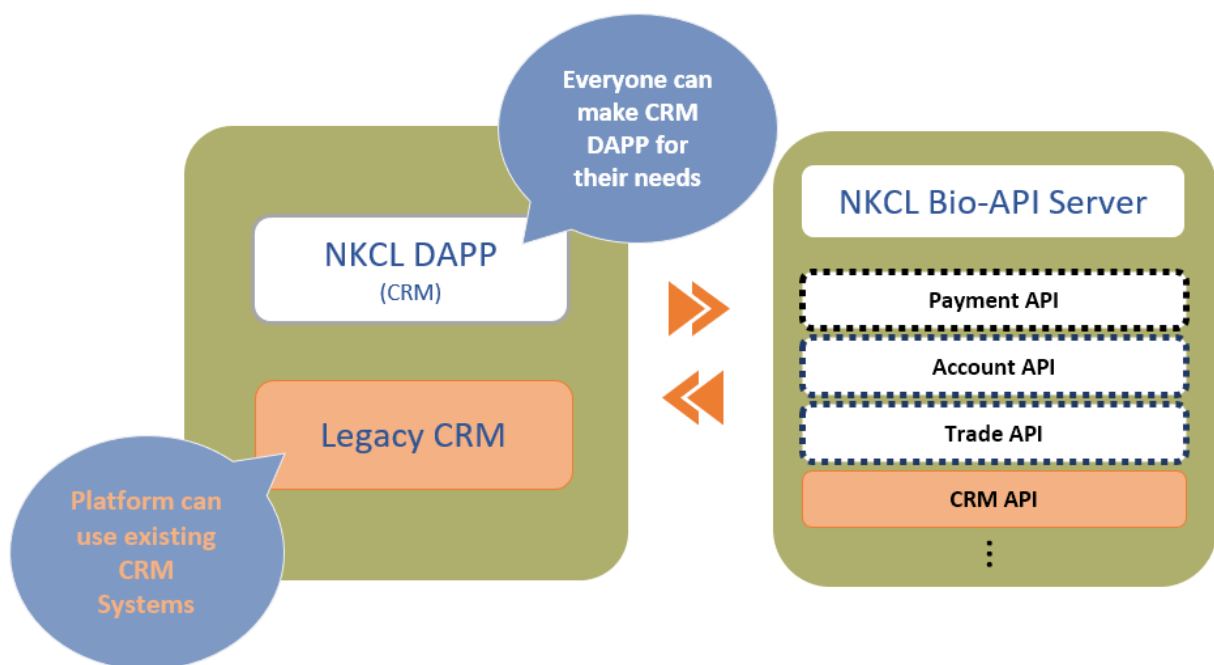 Everyone can
make CRM
DAPP for
their needs
NKCL DAPP
(CRM)
Legacy CRM
Platform can
use existing
CRM
Systems
NKCL Bio-API Server
Payment API
Account API
Trade API
CRM API
⋮